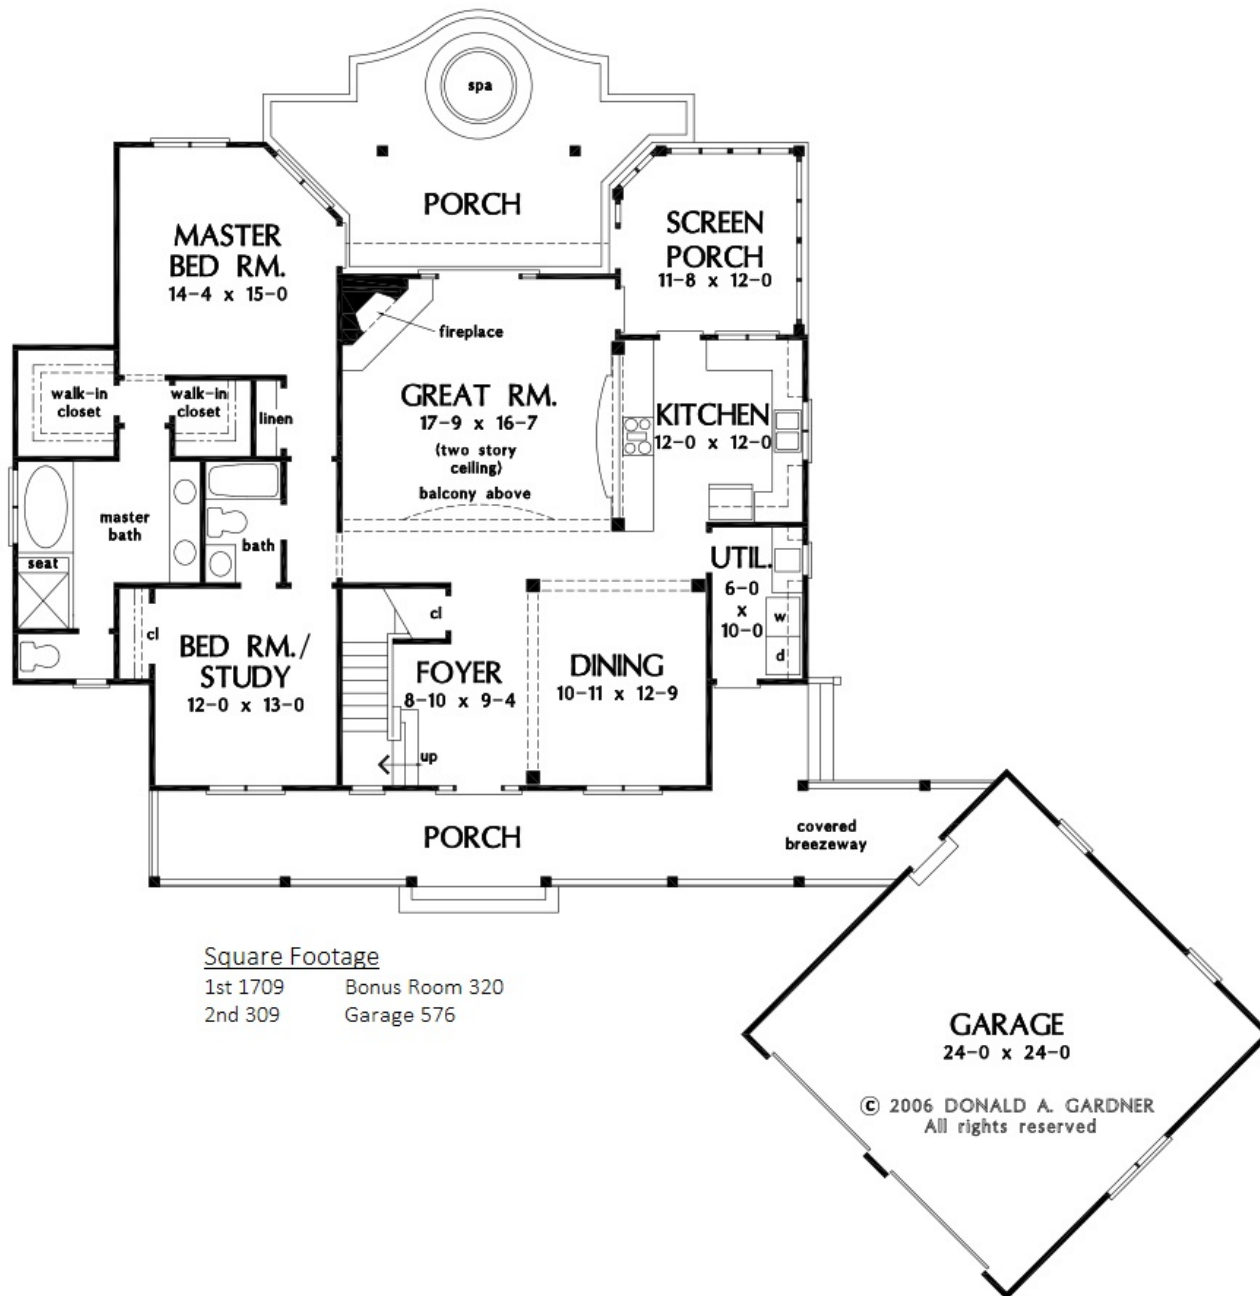 spa
PORCH
MASTER
BED RM.
14-4 x 15-0
SCREEN
PORCH
11-8 x 12-0
fireplace
walk-in
closet
walk-in
closet
linen
GREAT RM.
17-9 x 16-7
(two story
ceiling)
balcony above
KITCHEN
12-0 x 12-0
master
bath
bath
seat
UTIL.
6-0
x
10-0
w
d
cl
BED RM./
STUDY
12-0 x 13-0
cl
FOYER
8-10 x 9-4
DINING
10-11 x 12-9
up
PORCH
covered
breezeway
Square Footage
1st 1709 Bonus Room 320
2nd 309 Garage 576
GARAGE
24-0 x 24-0
© 2006 DONALD A. GARDNER
All rights reserved